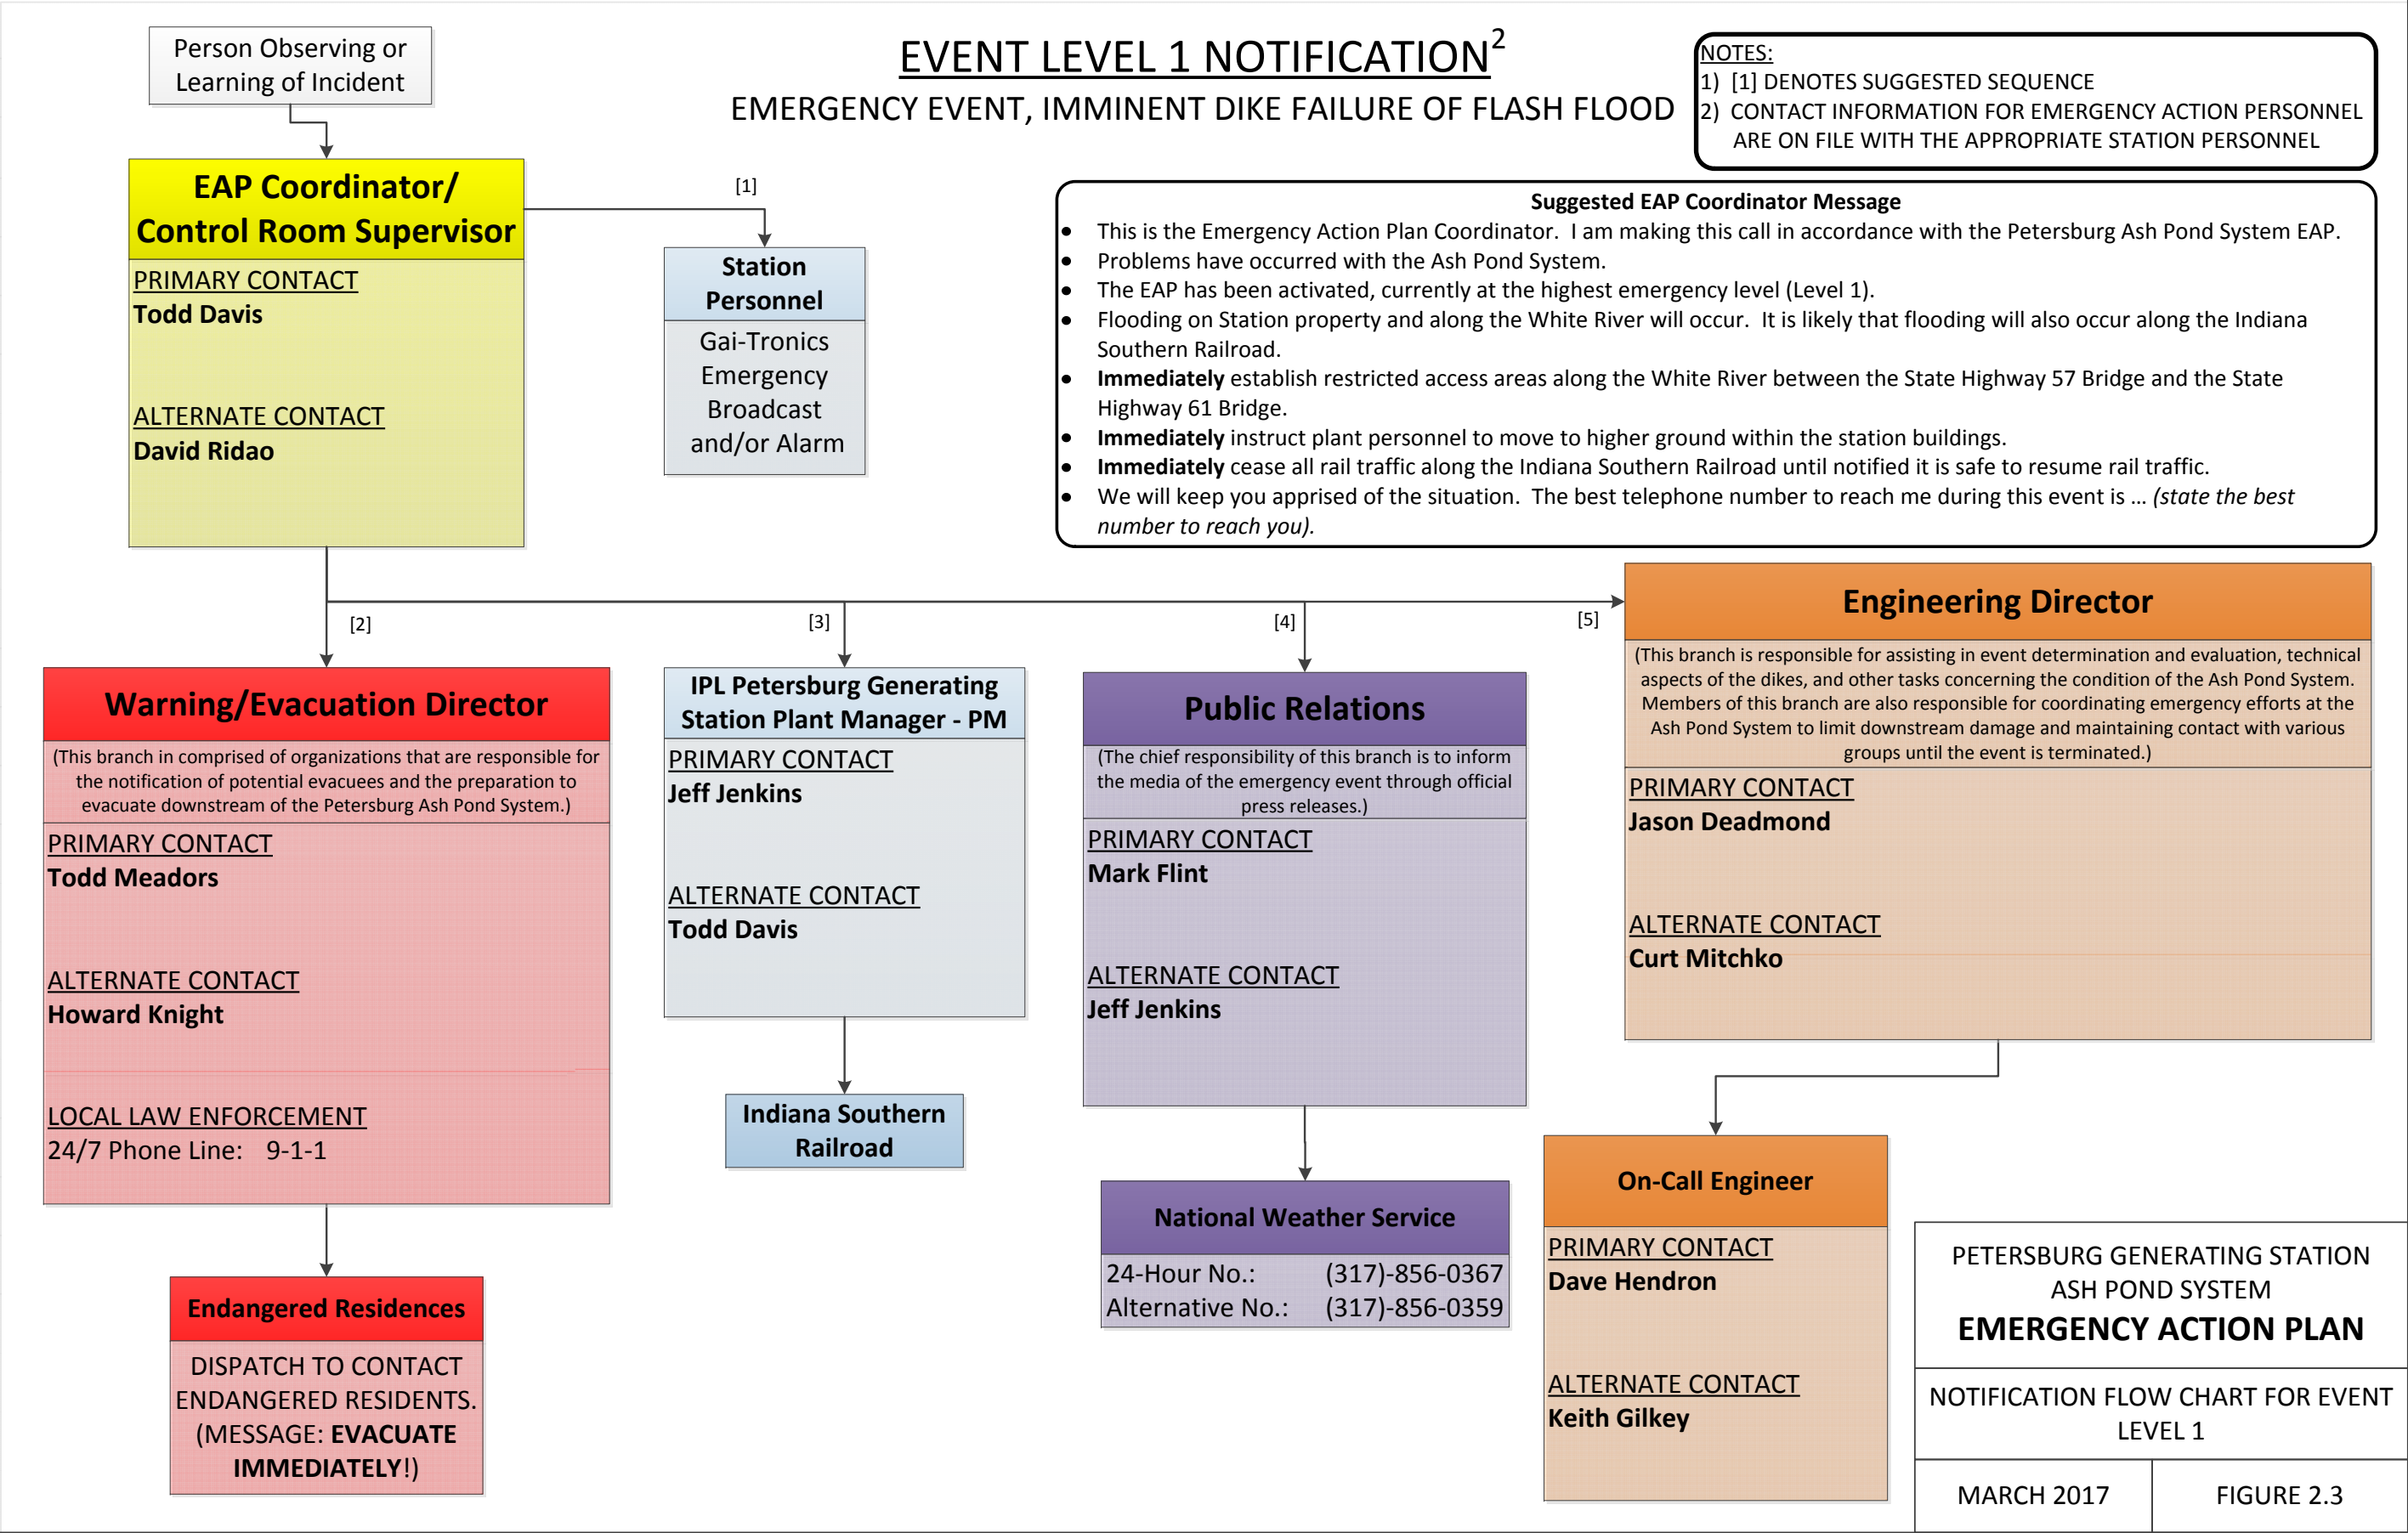 Person Observing or
Learning of Incident
EVENT LEVEL 1 NOTIFICATION2
EMERGENCY EVENT, IMMINENT DIKE FAILURE OF FLASH FLOOD
NOTES:
1) [1] DENOTES SUGGESTED SEQUENCE
2) CONTACT INFORMATION FOR EMERGENCY ACTION PERSONNEL
ARE ON FILE WITH THE APPROPRIATE STATION PERSONNEL
EAP Coordinator/
Control Room Supervisor
PRIMARY CONTACT
Todd Davis
ALTERNATE CONTACT
David Ridao
[1]
Station
Personnel
Gai-Tronics
Emergency
Broadcast
and/or Alarm
Suggested EAP Coordinator Message
• This is the Emergency Action Plan Coordinator. I am making this call in accordance with the Petersburg Ash Pond System EAP.
• Problems have occurred with the Ash Pond System.
• The EAP has been activated, currently at the highest emergency level (Level 1).
• Flooding on Station property and along the White River will occur. It is likely that flooding will also occur along the Indiana
Southern Railroad.
• Immediately establish restricted access areas along the White River between the State Highway 57 Bridge and the State
Highway 61 Bridge.
• Immediately instruct plant personnel to move to higher ground within the station buildings.
• Immediately cease all rail traffic along the Indiana Southern Railroad until notified it is safe to resume rail traffic.
• We will keep you apprised of the situation. The best telephone number to reach me during this event is … (state the best
number to reach you).
[2]
[3]
[4]
[5]
Warning/Evacuation Director
(This branch in comprised of organizations that are responsible for
the notification of potential evacuees and the preparation to
evacuate downstream of the Petersburg Ash Pond System.)
PRIMARY CONTACT
Todd Meadors
ALTERNATE CONTACT
Howard Knight
LOCAL LAW ENFORCEMENT
24/7 Phone Line: 9-1-1
Endangered Residences
DISPATCH TO CONTACT
ENDANGERED RESIDENTS.
(MESSAGE: EVACUATE
IMMEDIATELY!)
IPL Petersburg Generating
Station Plant Manager - PM
PRIMARY CONTACT
Jeff Jenkins
ALTERNATE CONTACT
Todd Davis
Indiana Southern
Railroad
Public Relations
(The chief responsibility of this branch is to inform
the media of the emergency event through official
press releases.)
PRIMARY CONTACT
Mark Flint
ALTERNATE CONTACT
Jeff Jenkins
National Weather Service
24-Hour No.: (317)-856-0367
Alternative No.: (317)-856-0359
Engineering Director
(This branch is responsible for assisting in event determination and evaluation, technical
aspects of the dikes, and other tasks concerning the condition of the Ash Pond System.
Members of this branch are also responsible for coordinating emergency efforts at the
Ash Pond System to limit downstream damage and maintaining contact with various
groups until the event is terminated.)
PRIMARY CONTACT
Jason Deadmond
ALTERNATE CONTACT
Curt Mitchko
On-Call Engineer
PRIMARY CONTACT
Dave Hendron
ALTERNATE CONTACT
Keith Gilkey
PETERSBURG GENERATING STATION
ASH POND SYSTEM
EMERGENCY ACTION PLAN
NOTIFICATION FLOW CHART FOR EVENT
LEVEL 1
MARCH 2017
FIGURE 2.3